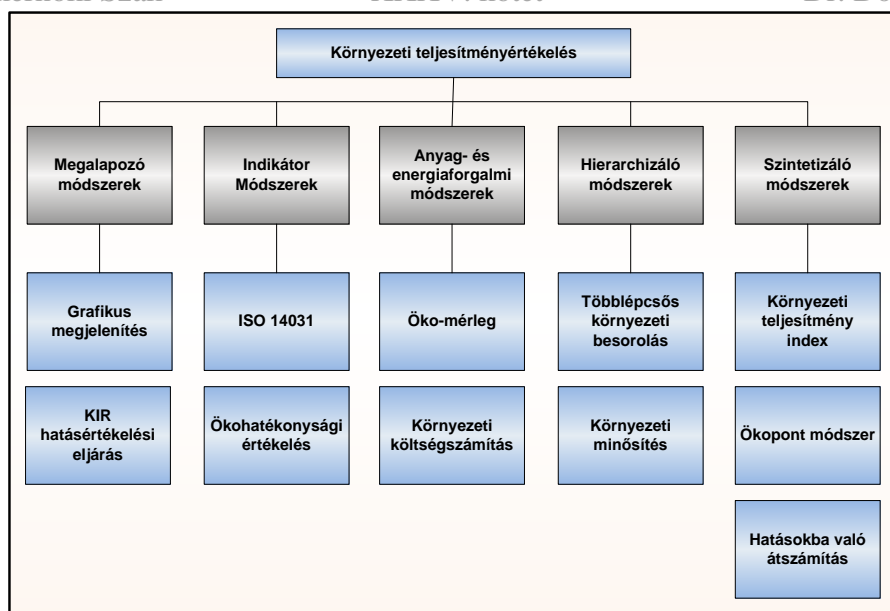 Környezeti teljesítményértékelés
Megalapozó
módszerek
Indikátor
Módszerek
Anyag- és
energiaforgalmi
módszerek
Hierarchizáló
módszerek
Szintetizáló
módszerek
Grafikus
megjelenítés
ISO 14031
Öko-mérleg
Többlépcsős
környezeti
besorolás
Környezeti
teljesítmény
index
KIR
hatásértékelési
eljárás
Ökohatékonysági
értékelés
Környezeti
költségszámítás
Környezeti
minősítés
Ökopont módszer
Hatásokba való
átszámítás